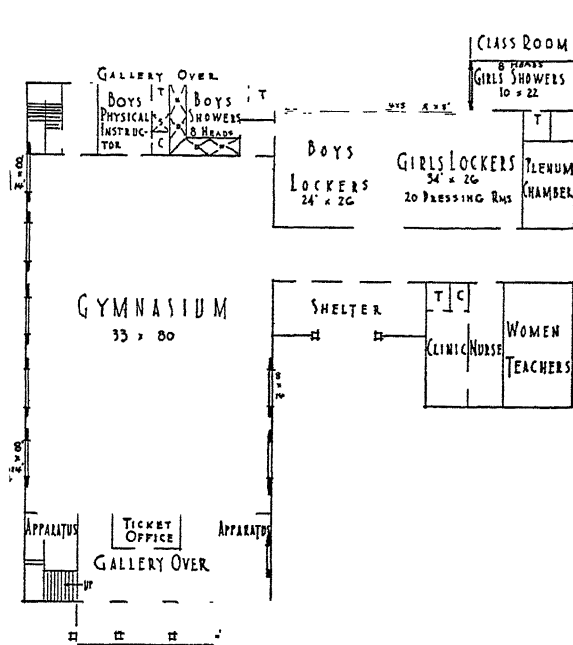 CLASS ROOM
8 HEADS
GIRLS SHOWERS
10 x 22
GALLERY OVER
T
BOYS
PHYSICAL
INSTRUC-
TOR
S
C
BOYS
SHOWERS
8 HEADS
T
BOYS
LOCKERS
24' x 26
GIRLS LOCKERS
34' x 26
20 DRESSING RMS
T
PLENUM
CHAMBER
GYMNASIUM
33 x 80
SHELTER
T
C
CLINIC
NURSE
WOMEN
TEACHERS
APPARATUS
TICKET
OFFICE
APPARATUS
GALLERY OVER
UP